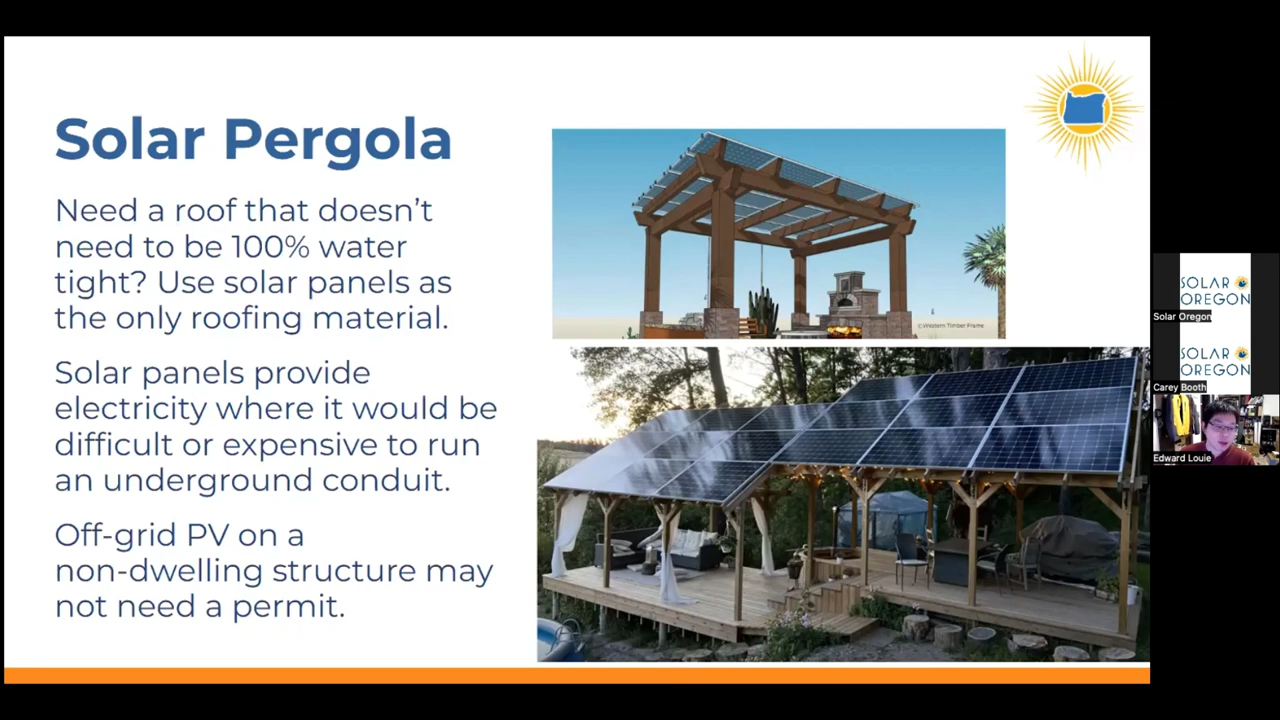 Solar Pergola
Need a roof that doesn't
need to be 100% water
tight? Use solar panels as
the only roofing material.
Solar panels provide
electricity where it would be
difficult or expensive to run
an underground conduit.
Off-grid PV on a
non-dwelling structure may
not need a permit.
© Western Timber Frame
SOLAR
OREGON
Solar Oregon
SOLAR
OREGON
Carey Booth
Edward Louie